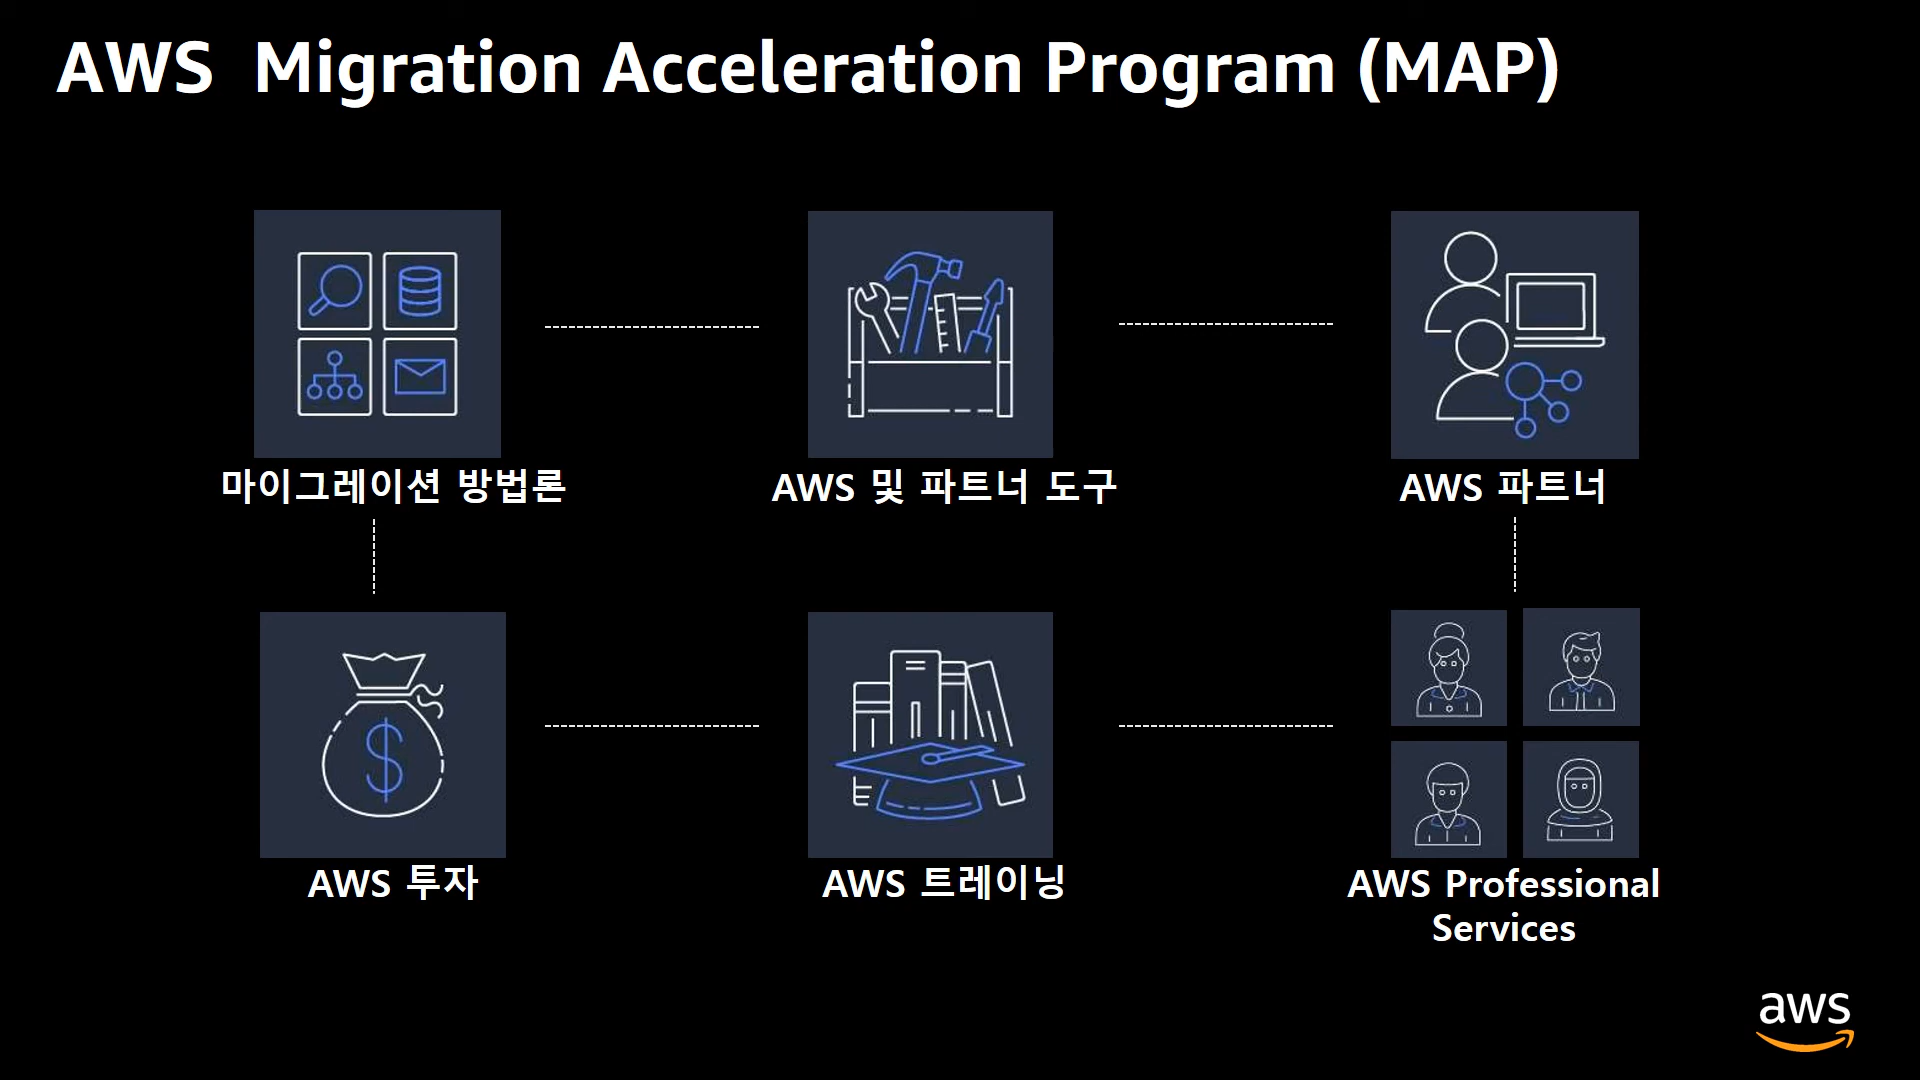 AWS Migration Acceleration Program (MAP)
마이그레이션 방법론
AWS 및 파트너 도구
AWS 파트너
AWS 투자
AWS 트레이닝
AWS Professional
Services
aws